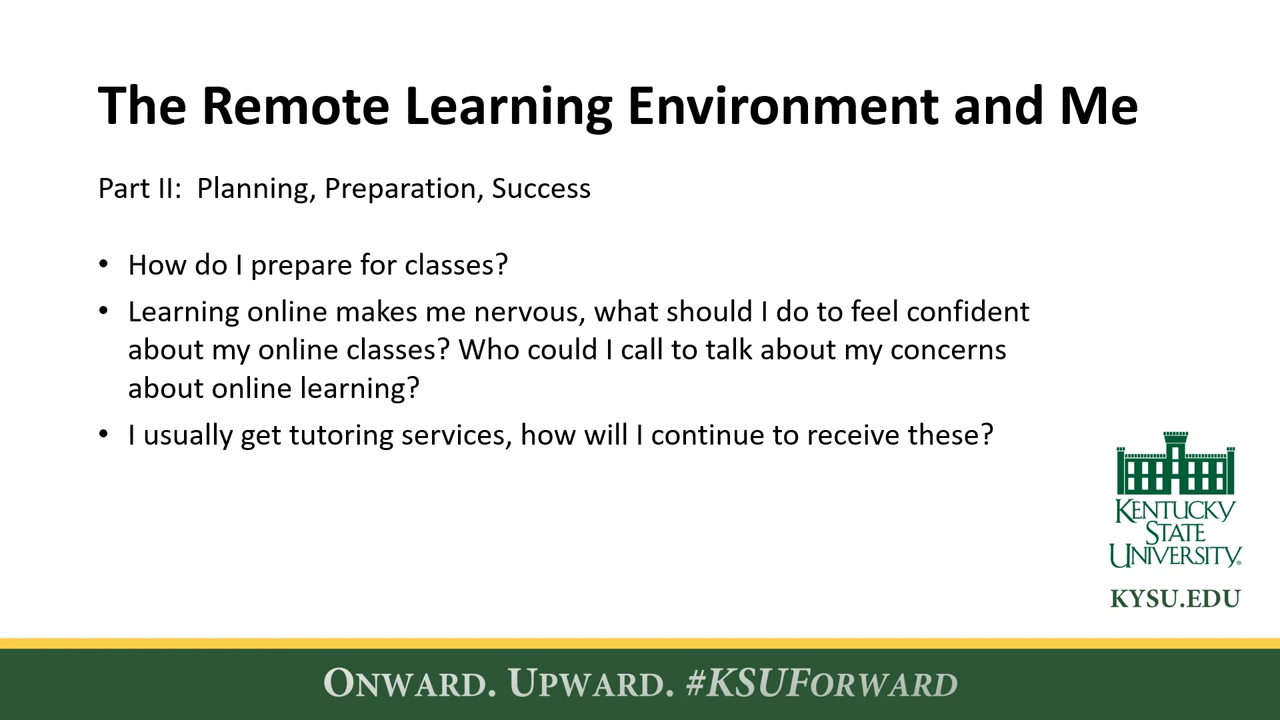 The Remote Learning Environment and Me
Part II: Planning, Preparation, Success
• How do I prepare for classes?
• Learning online makes me nervous, what should I do to feel confident
about my online classes? Who could I call to talk about my concerns
about online learning?
• I usually get tutoring services, how will I continue to receive these?
KENTUCKY
STATE
UNIVERSITY®
KYSU.EDU
ONWARD. UPWARD. #KSUFORWARD